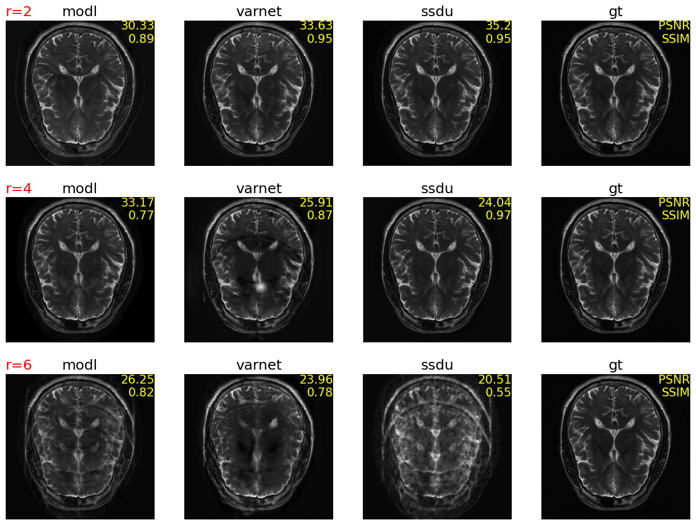 r=2 modl varnet ssdu gt
30.33 33.63 35.2 PSNR
0.89 0.95 0.95 SSIM
r=4 modl varnet ssdu gt
33.17 25.91 24.04 PSNR
0.77 0.87 0.97 SSIM
r=6 modl varnet ssdu gt
26.25 23.96 20.51 PSNR
0.82 0.78 0.55 SSIM